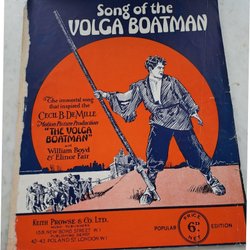 Song of the
VOLGA BOATMAN
The immortal song
that inspired the
CECIL B. DEMILLE
Motion Picture Production
"THE VOLGA
BOATMAN"
with
William Boyd
& Elinor Fair
KEITH PROWSE & CO. LTD.
159, NEW BOND STREET. W.1
42-43. POLAND ST. LONDON W.1
POPULAR
PRICE
6D.
NET
EDITION